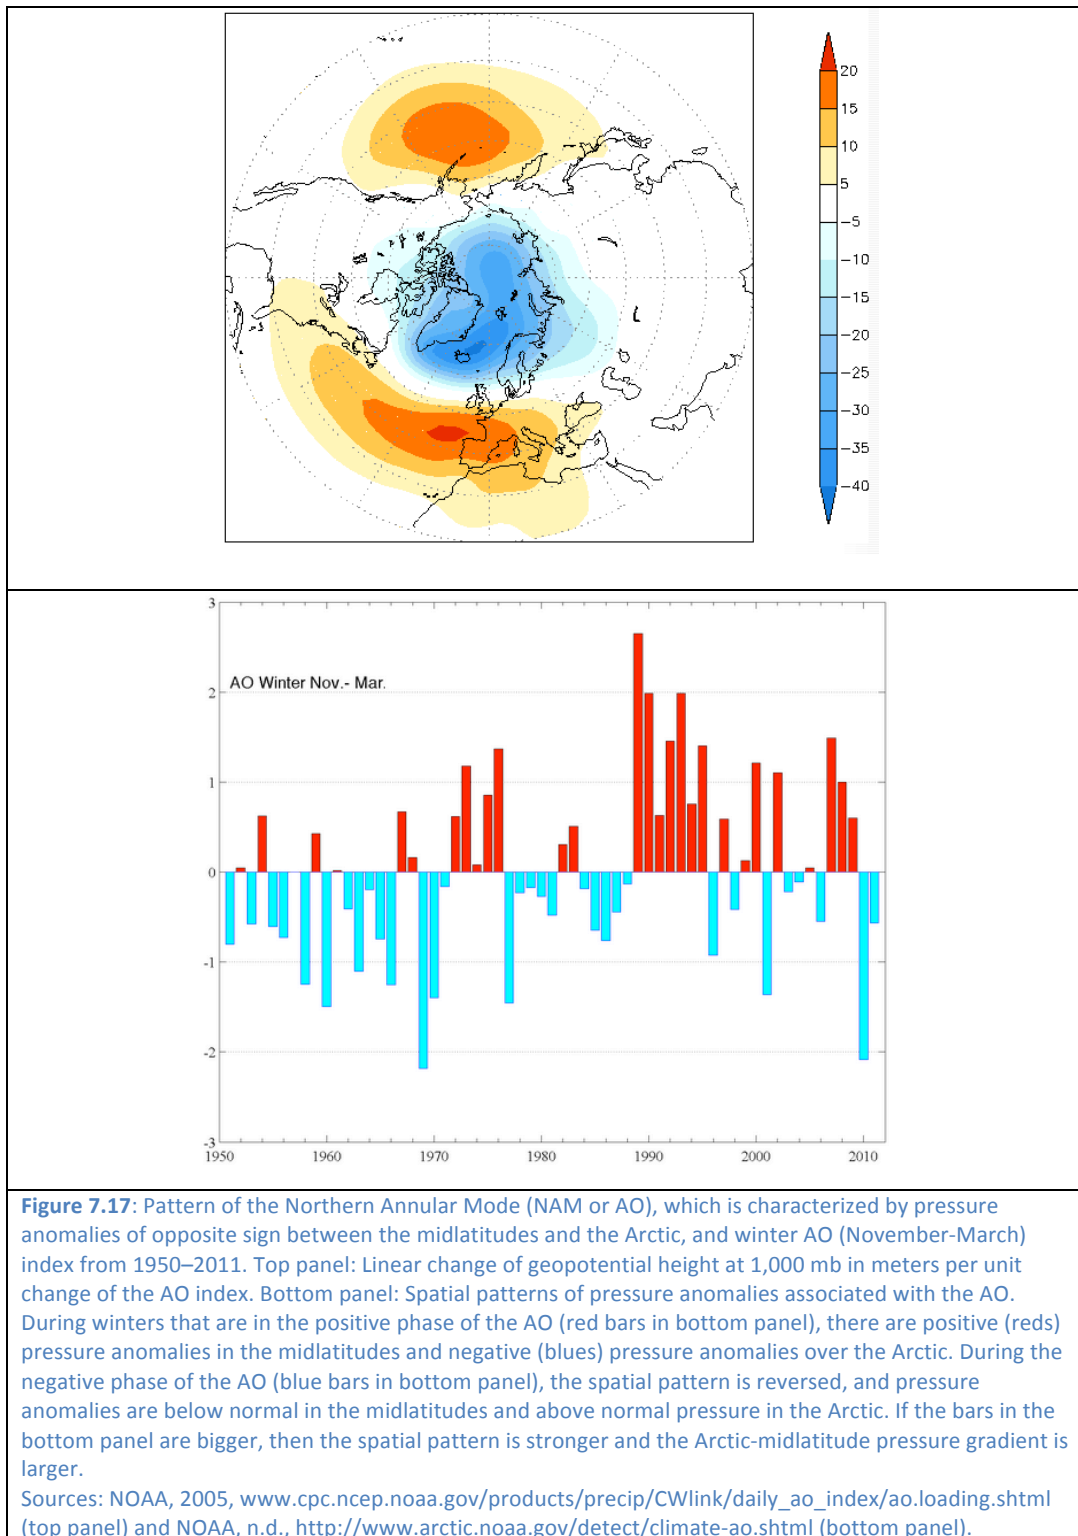 20
15
10
5
−5
−10
−15
−20
−25
−30
−35
−40
3
AO Winter Nov.- Mar.
2
1
0
-1
-2
-3
1950 1960 1970 1980 1990 2000 2010
Figure 7.17: Pattern of the Northern Annular Mode (NAM or AO), which is characterized by pressure
anomalies of opposite sign between the midlatitudes and the Arctic, and winter AO (November-March)
index from 1950–2011. Top panel: Linear change of geopotential height at 1,000 mb in meters per unit
change of the AO index. Bottom panel: Spatial patterns of pressure anomalies associated with the AO.
During winters that are in the positive phase of the AO (red bars in bottom panel), there are positive (reds)
pressure anomalies in the midlatitudes and negative (blues) pressure anomalies over the Arctic. During the
negative phase of the AO (blue bars in bottom panel), the spatial pattern is reversed, and pressure
anomalies are below normal in the midlatitudes and above normal pressure in the Arctic. If the bars in the
bottom panel are bigger, then the spatial pattern is stronger and the Arctic-midlatitude pressure gradient is
larger.
Sources: NOAA, 2005, www.cpc.ncep.noaa.gov/products/precip/CWlink/daily_ao_index/ao.loading.shtml
(top panel) and NOAA, n.d., http://www.arctic.noaa.gov/detect/climate-ao.shtml (bottom panel).